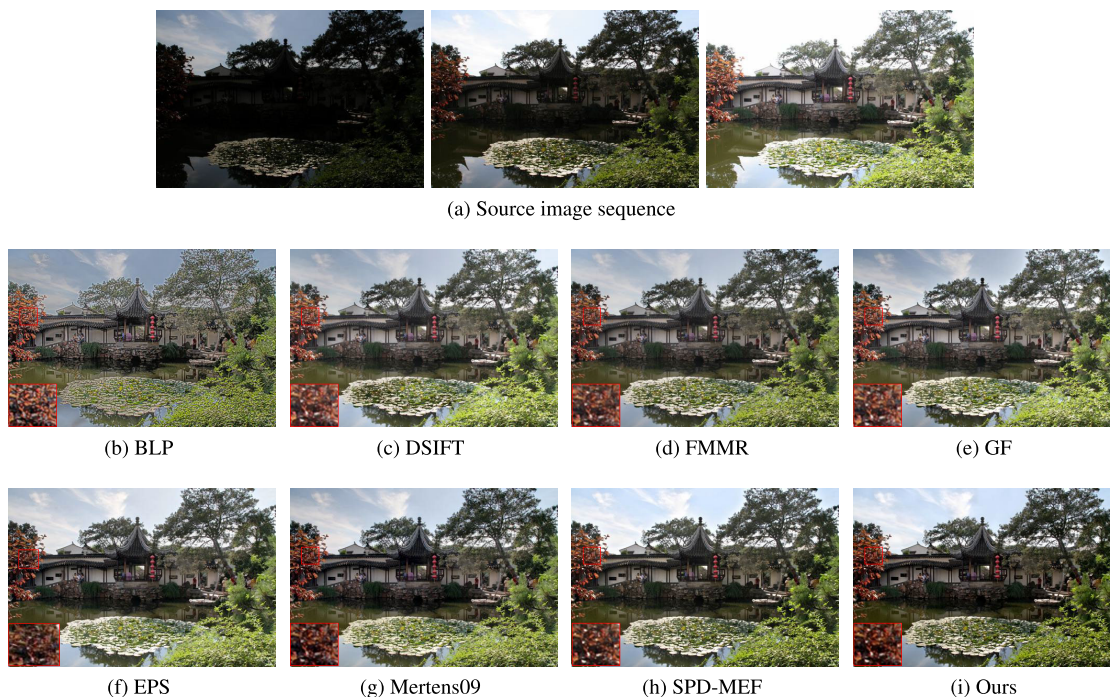 (a) Source image sequence
(b) BLP
(c) DSIFT
(d) FMMR
(e) GF
(f) EPS
(g) Mertens09
(h) SPD-MEF
(i) Ours